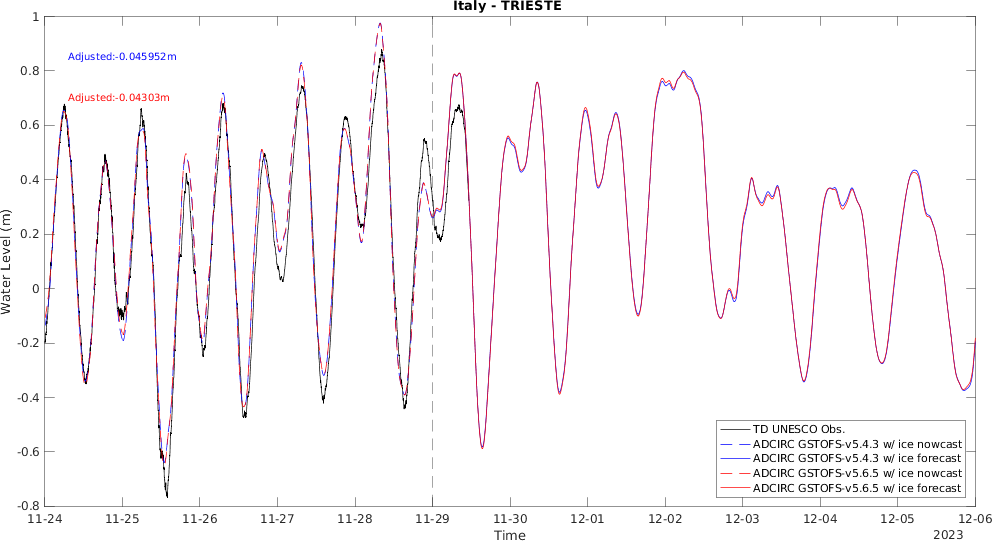 Italy - TRIESTE
Adjusted:-0.045952m
Adjusted:-0.04303m
Water Level (m)
1
0.8
0.6
0.4
0.2
0
-0.2
-0.4
-0.6
-0.8
TD UNESCO Obs.
ADCIRC GSTOFS-v5.4.3 w/ ice nowcast
ADCIRC GSTOFS-v5.4.3 w/ ice forecast
ADCIRC GSTOFS-v5.6.5 w/ ice nowcast
ADCIRC GSTOFS-v5.6.5 w/ ice forecast
11-24 11-25 11-26 11-27 11-28 11-29 11-30 12-01 12-02 12-03 12-04 12-05 12-06
Time
2023